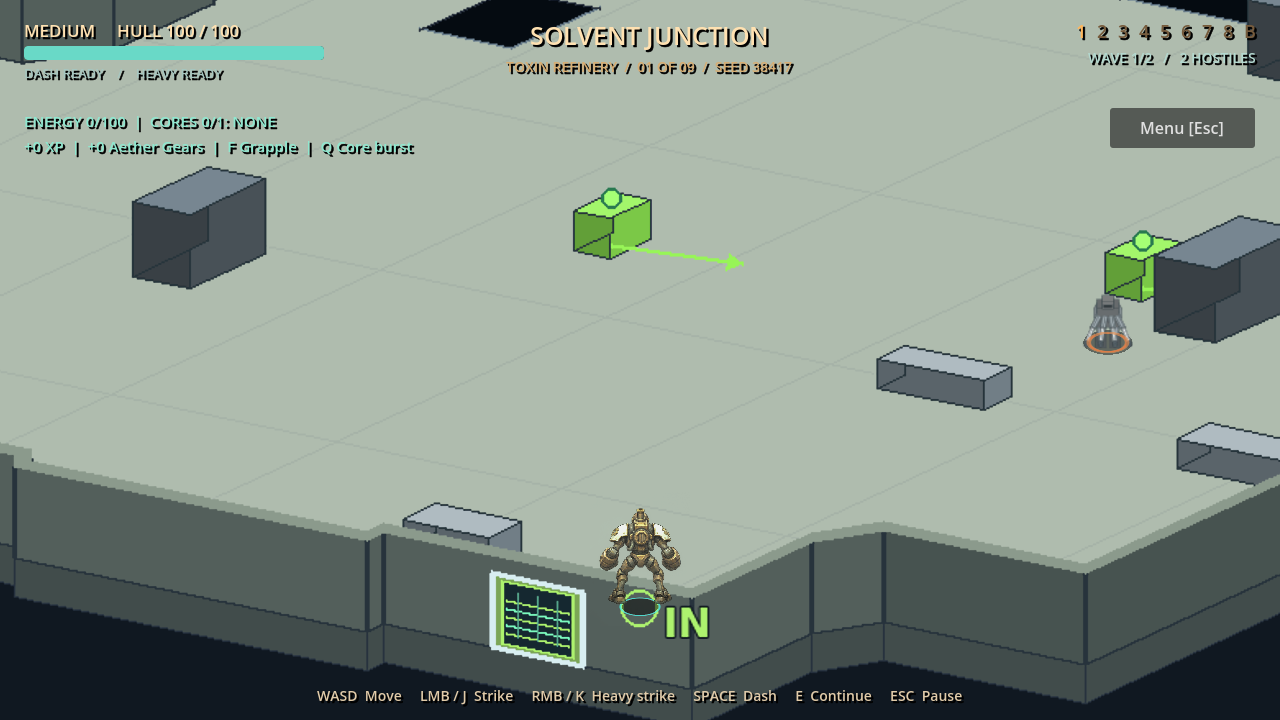 MEDIUM HULL 100 / 100
DASH READY / HEAVY READY
ENERGY 0/100 | CORES 0/1: NONE
+0 XP | +0 Aether Gears | F Grapple | Q Core burst
SOLVENT JUNCTION
TOXIN REFINERY / 01 OF 09 / SEED 38417
1 2 3 4 5 6 7 8 B
WAVE 1/2 / 2 HOSTILES
Menu [Esc]
IN
WASD Move LMB / J Strike RMB / K Heavy strike SPACE Dash E Continue ESC Pause